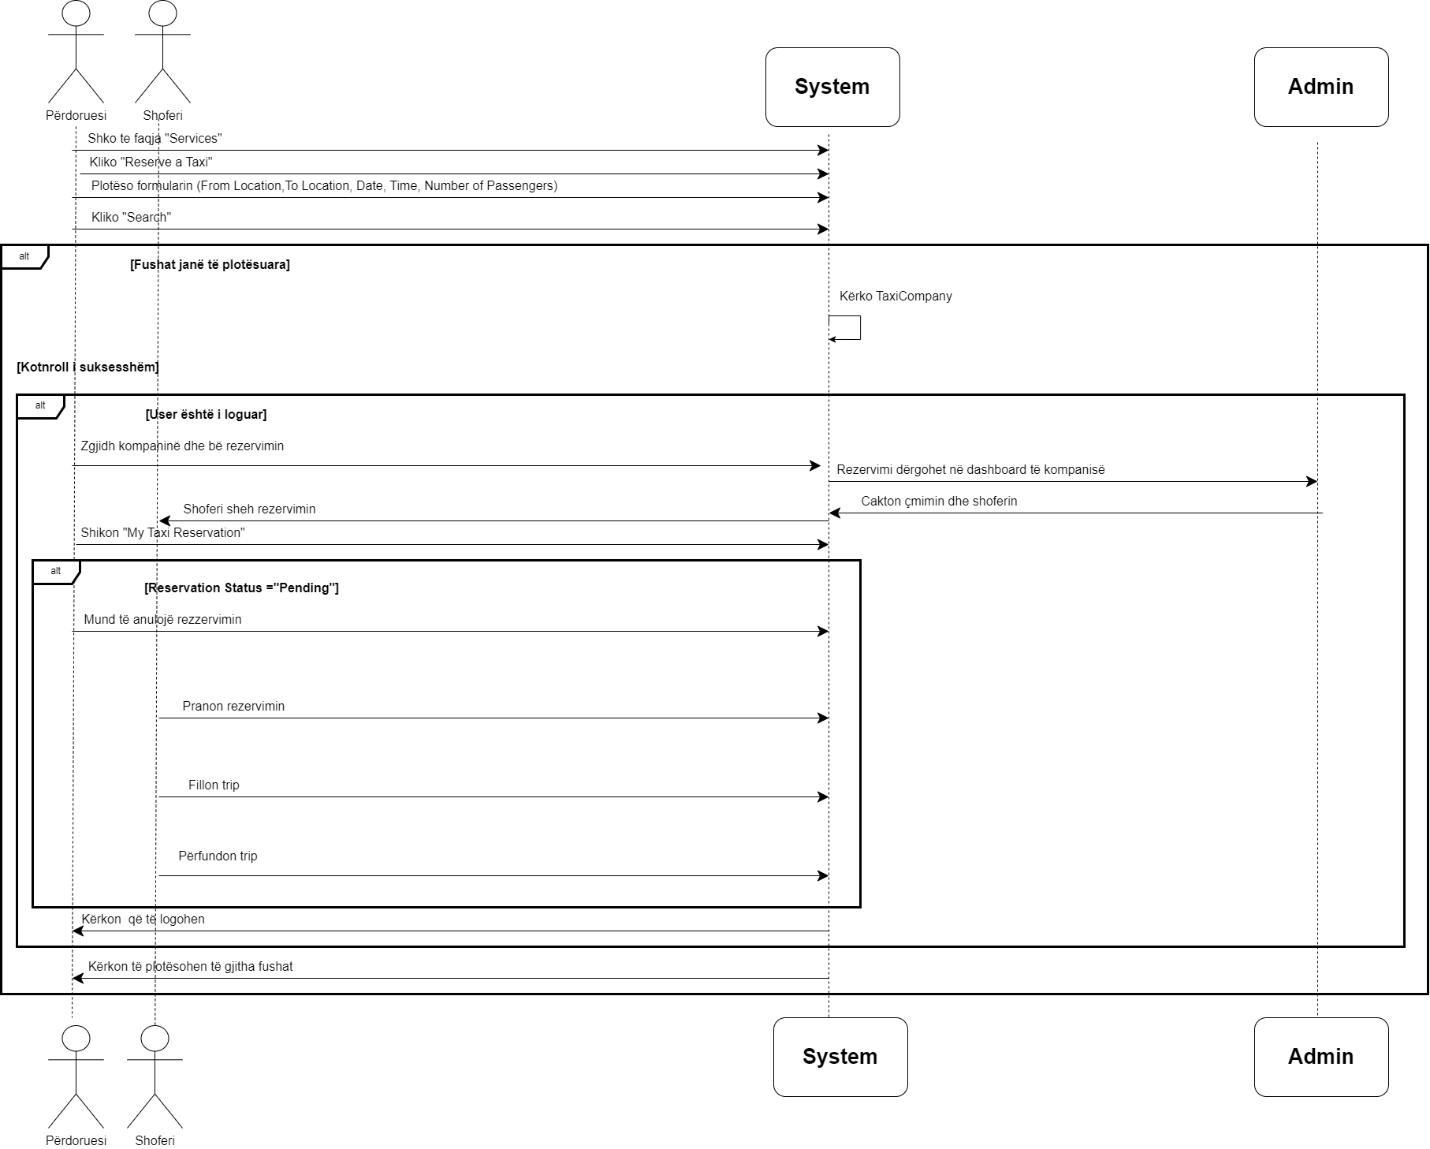 Përdoruesi
Shoferi
System
Admin
Shko te faqja "Services"
Kliko "Reserve a Taxi"
Plotëso formularin (From Location,To Location, Date, Time, Number of Passengers)
Kliko "Search"
alt
[Fushat janë të plotësuara]
Kërko TaxiCompany
[Kotnroll i suksesshëm]
alt
[User është i loguar]
Zgjidh kompaninë dhe bë rezervimin
Rezervimi dërgohet në dashboard të kompanisë
Cakton çmimin dhe shoferin
Shoferi sheh rezervimin
Shikon "My Taxi Reservation"
alt
[Reservation Status ="Pending"]
Mund të anulojë rezzervimin
Pranon rezervimin
Fillon trip
Përfundon trip
Kërkon  që të logohen
Kërkon të plotësohen të gjitha fushat
System
Admin
Përdoruesi
Shoferi